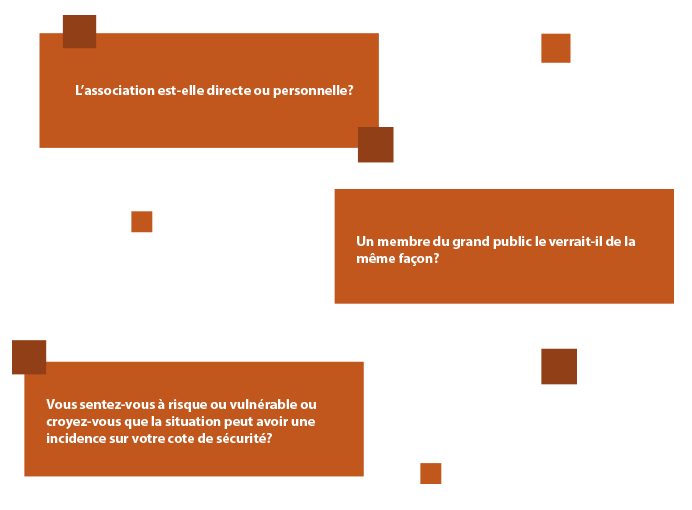 L'association est-elle directe ou personnelle?
Un membre du grand public le verrait-il de la
même façon?
Vous sentez-vous à risque ou vulnérable ou
croyez-vous que la situation peut avoir une
incidence sur votre cote de sécurité?